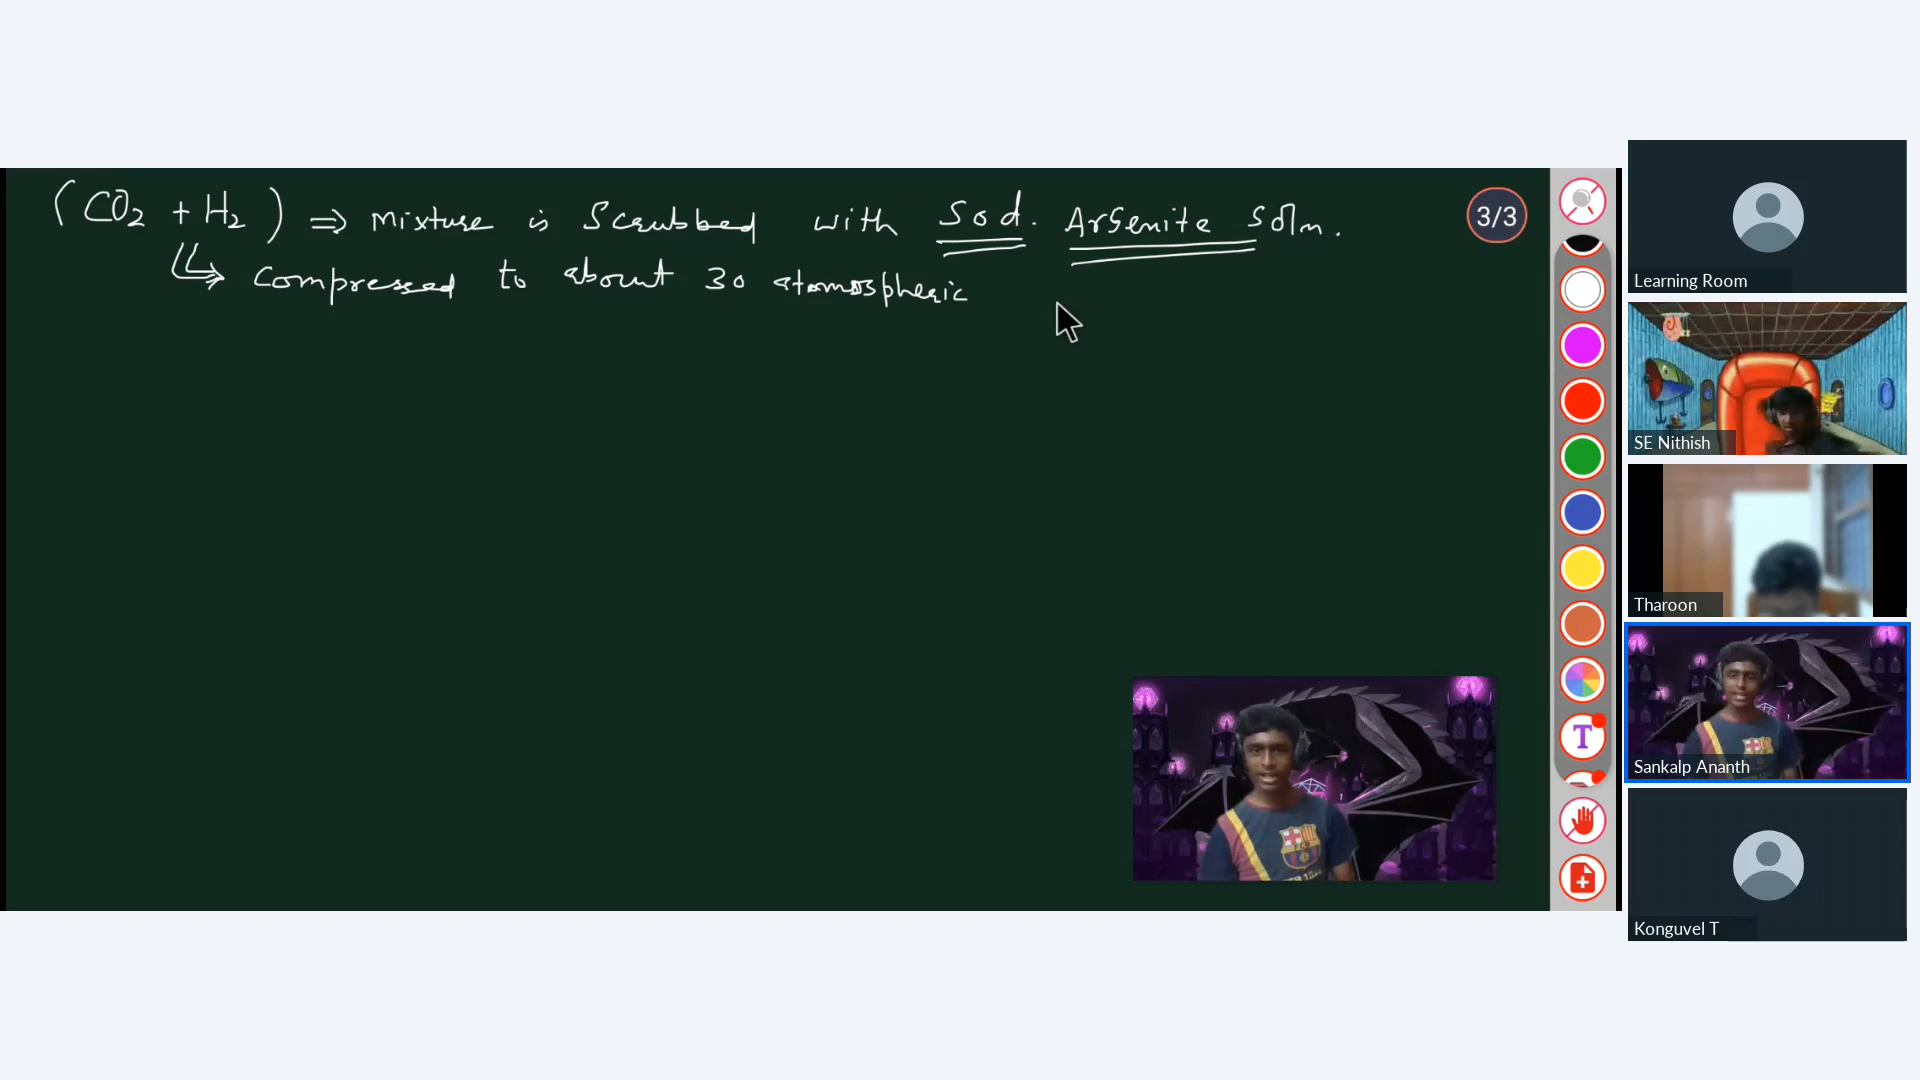 (CO₂ + H₂) ⇒ Mixture is Scrubbed with Sod. Arsenite Soln.
3/3
Compressed to about 30 atomospheric
Learning Room
SE Nithish
Tharoon
Sankalp Ananth
Konguvel T
T